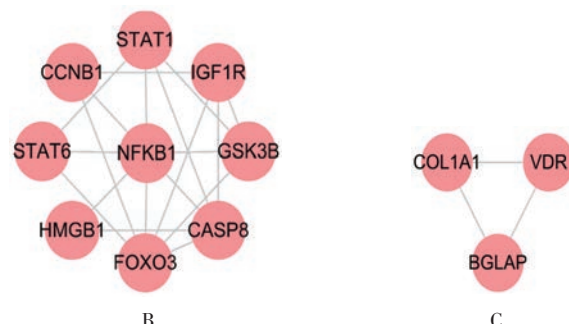 STAT1
CCNB1
IGF1R
STAT6
NFKB1
GSK3B
HMGB1
CASP8
FOXO3
COL1A1
VDR
BGLAP
B
C